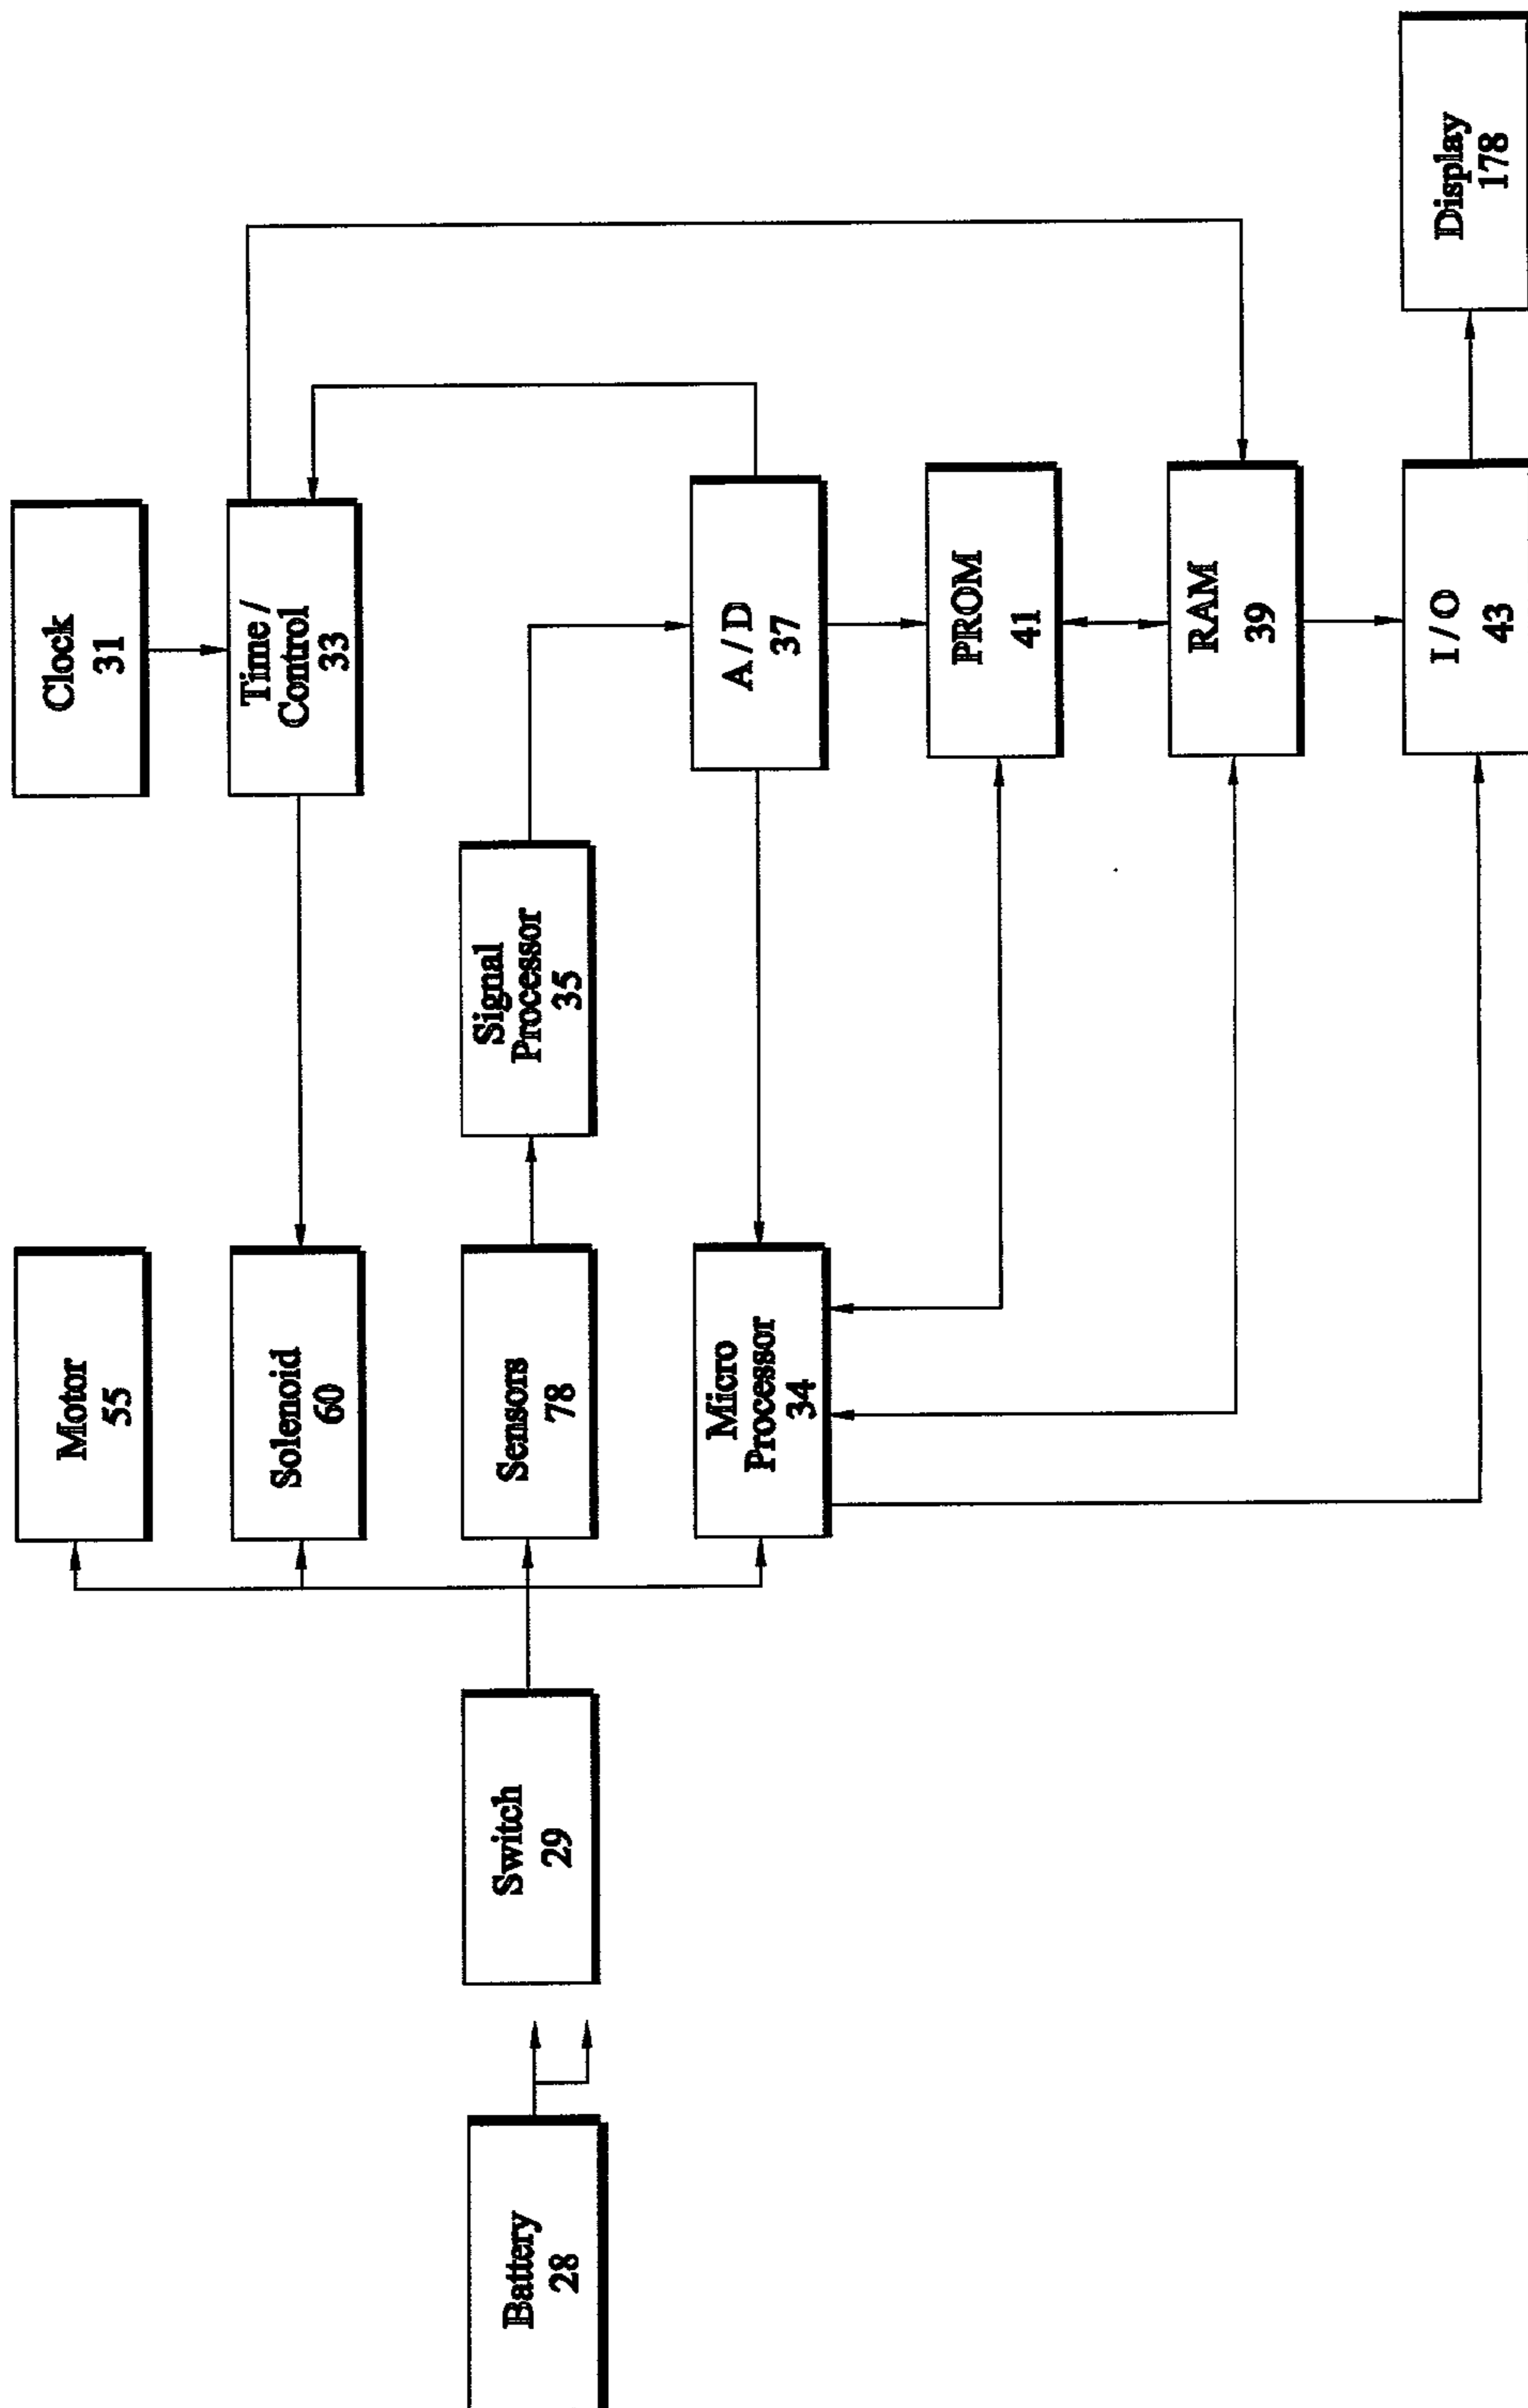 Battery
28
Switch
29
Motor
55
Solenoid
60
Sensors
78
Micro
Processor
34
Signal
Processor
35
Clock
31
Time /
Control
33
A / D
37
PROM
41
RAM
39
I / O
43
Display
178